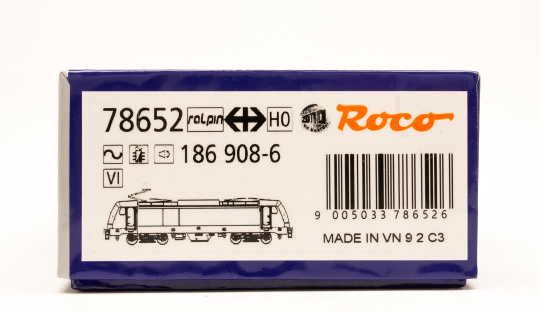 78652 ralpin H0 Roco
186 908-6
VI
9 005033 786526
MADE IN VN 9 2 C3